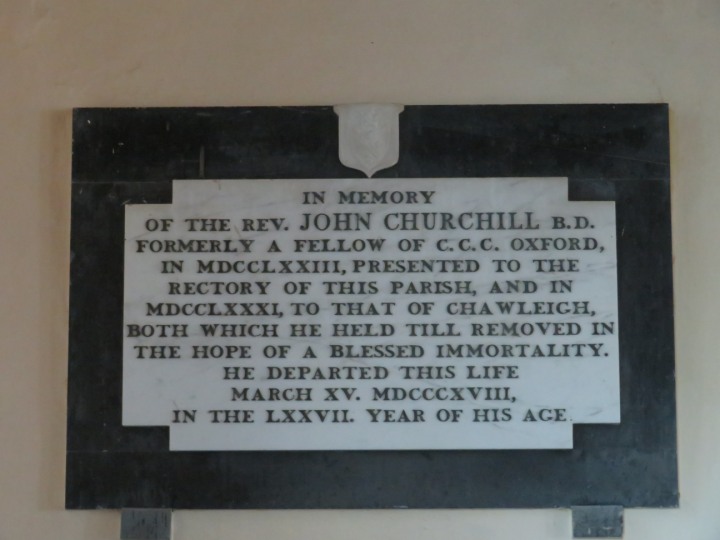 IN MEMORY
OF THE REV. JOHN CHURCHILL B.D.
FORMERLY A FELLOW OF C.C.C. OXFORD,
IN MDCCLXXIII, PRESENTED TO THE
RECTORY OF THIS PARISH, AND IN
MDCCLXXXI, TO THAT OF CHAWLEIGH,
BOTH WHICH HE HELD TILL REMOVED IN
THE HOPE OF A BLESSED IMMORTALITY.
HE DEPARTED THIS LIFE
MARCH XV. MDCCCXVIII,
IN THE LXXVII. YEAR OF HIS AGE.